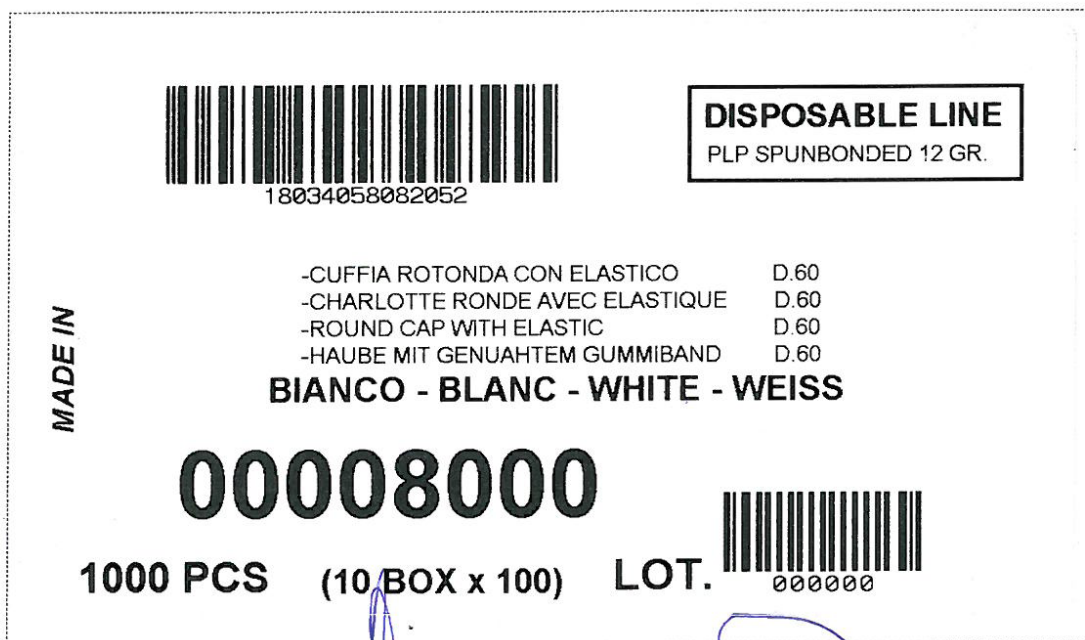 DISPOSABLE LINE
PLP SPUNBONDED 12 GR.
18034058082052
-CUFFIA ROTONDA CON ELASTICO D.60
-CHARLOTTE RONDE AVEC ELASTIQUE D.60
-ROUND CAP WITH ELASTIC D.60
-HAUBE MIT GENUAHTEM GUMMIBAND D.60
BIANCO - BLANC - WHITE - WEISS
MADE IN
00008000
1000 PCS (10 BOX x 100) LOT.
000000